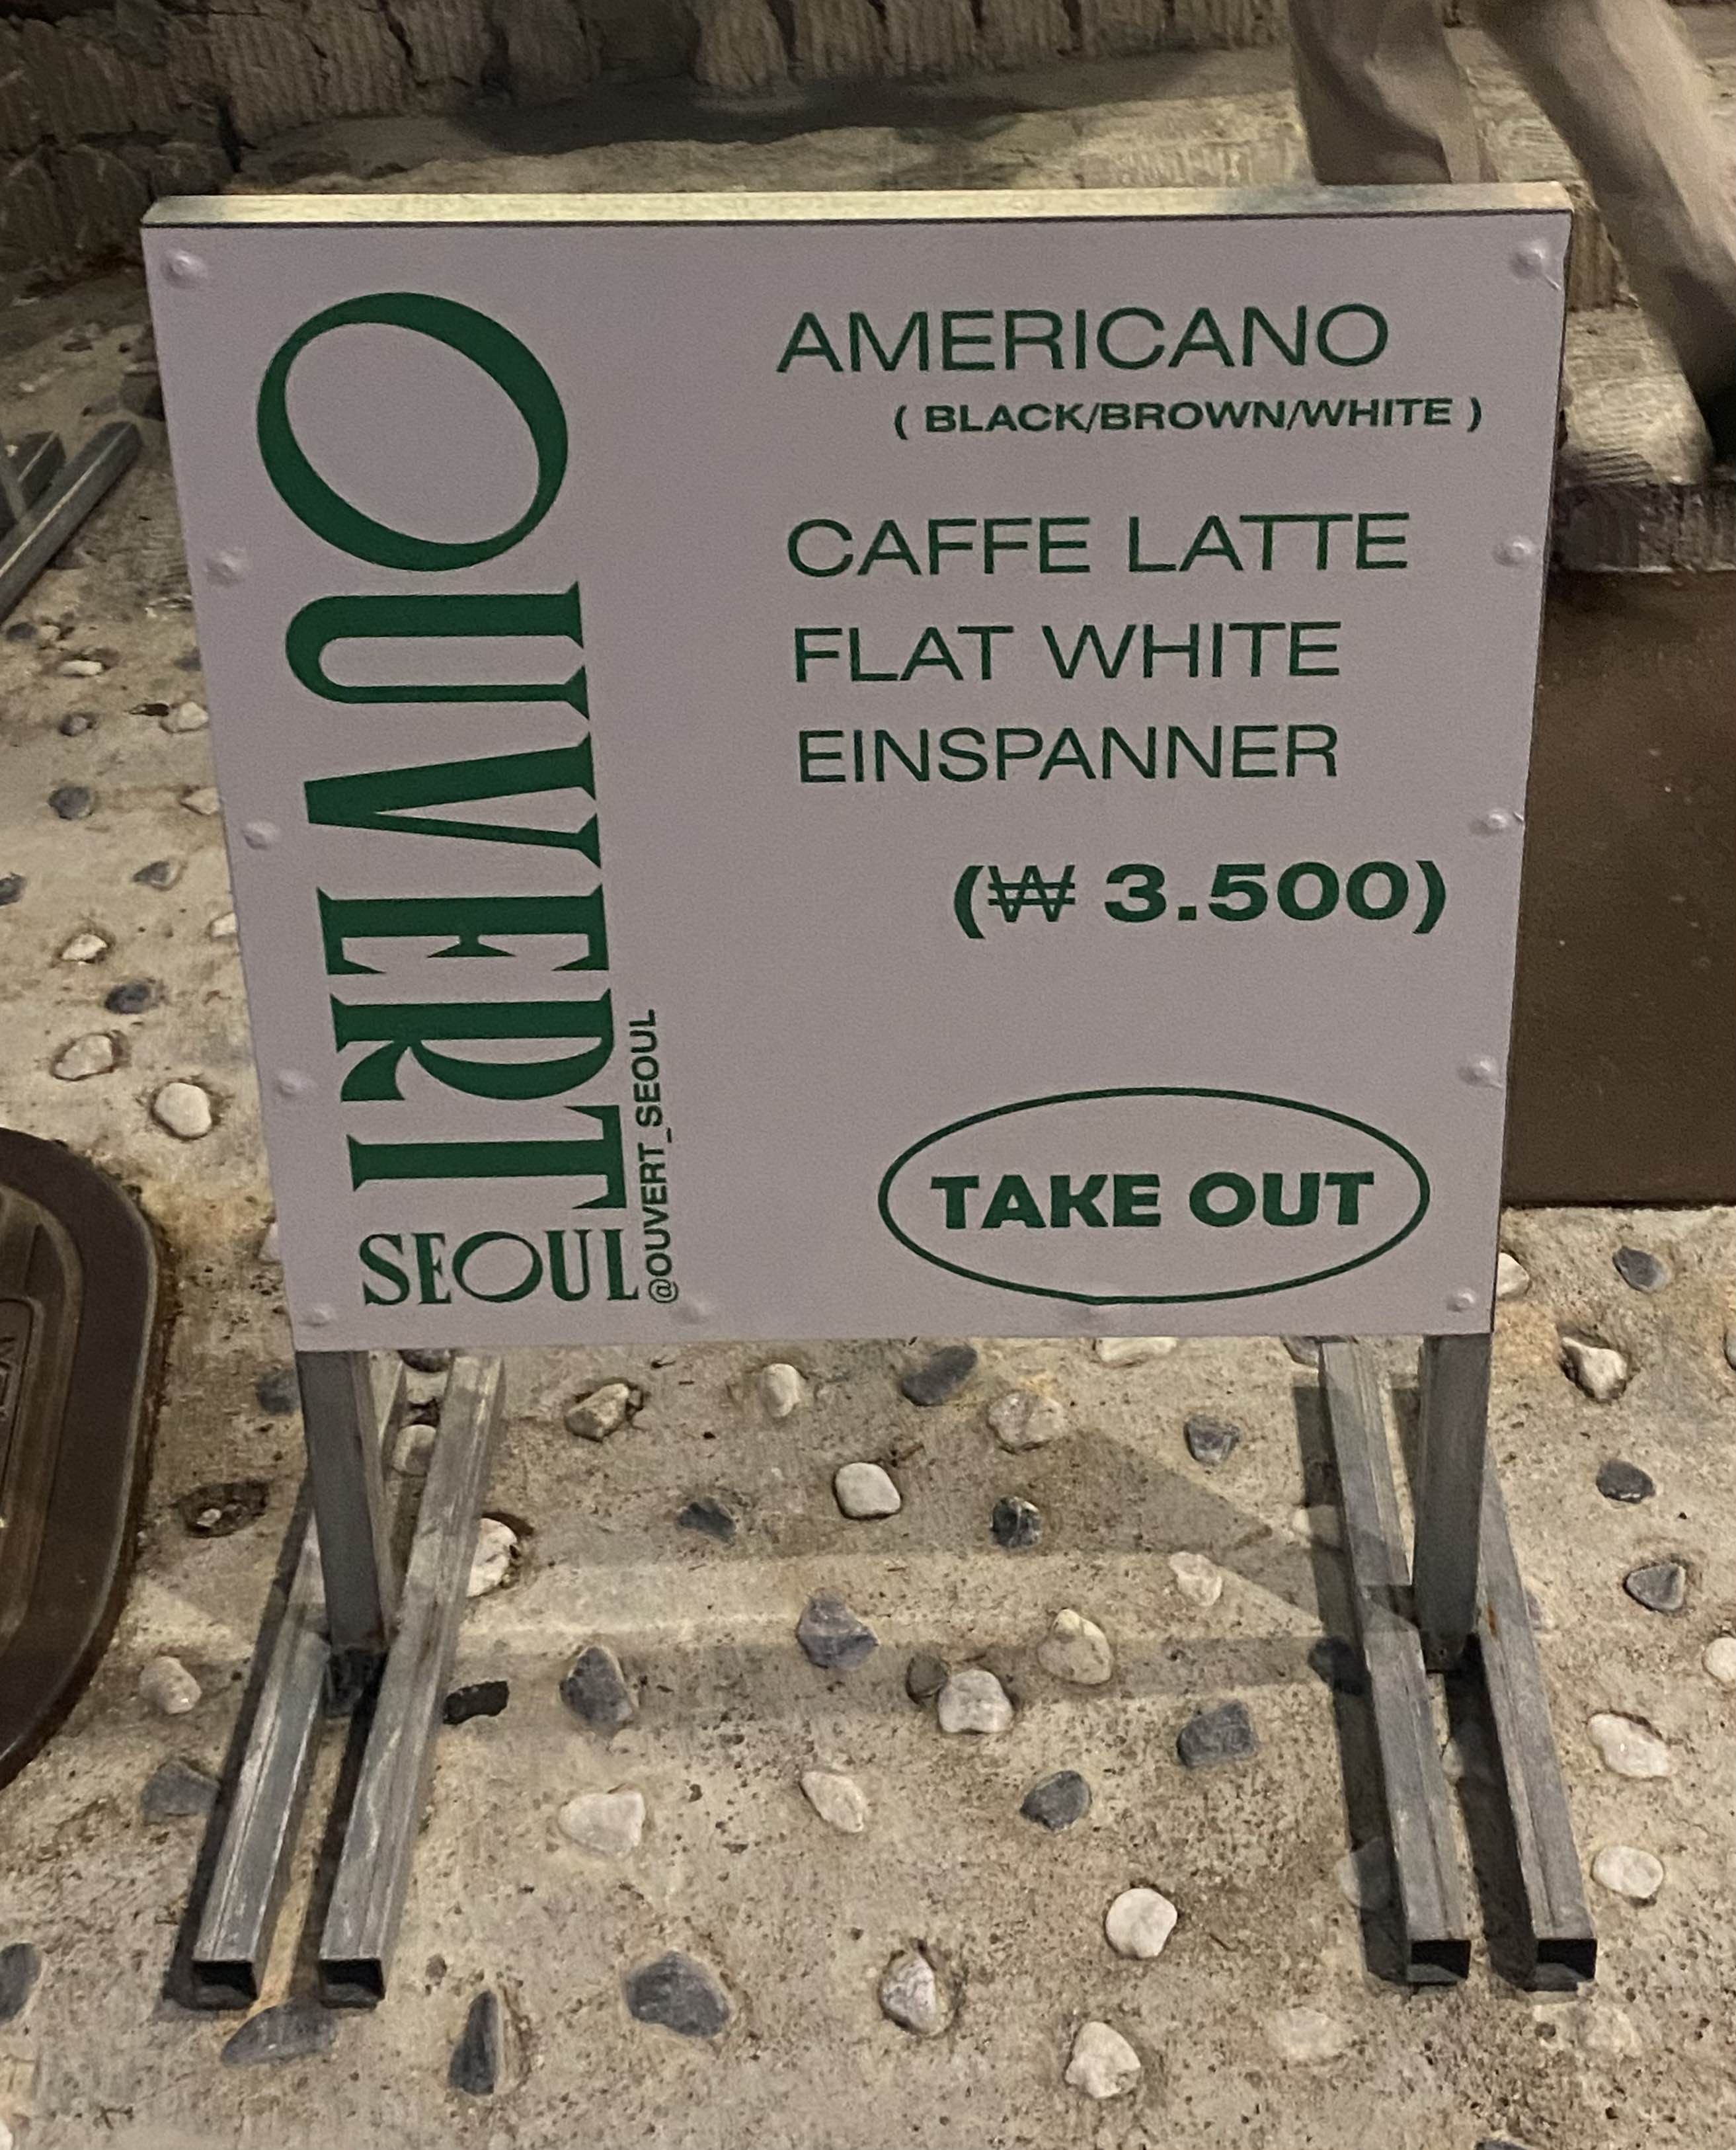 OUVERT
SEOUL
@OUVERT_SEOUL
AMERICANO
( BLACK/BROWN/WHITE )
CAFFE LATTE
FLAT WHITE
EINSPANNER
(₩ 3.500)
TAKE OUT